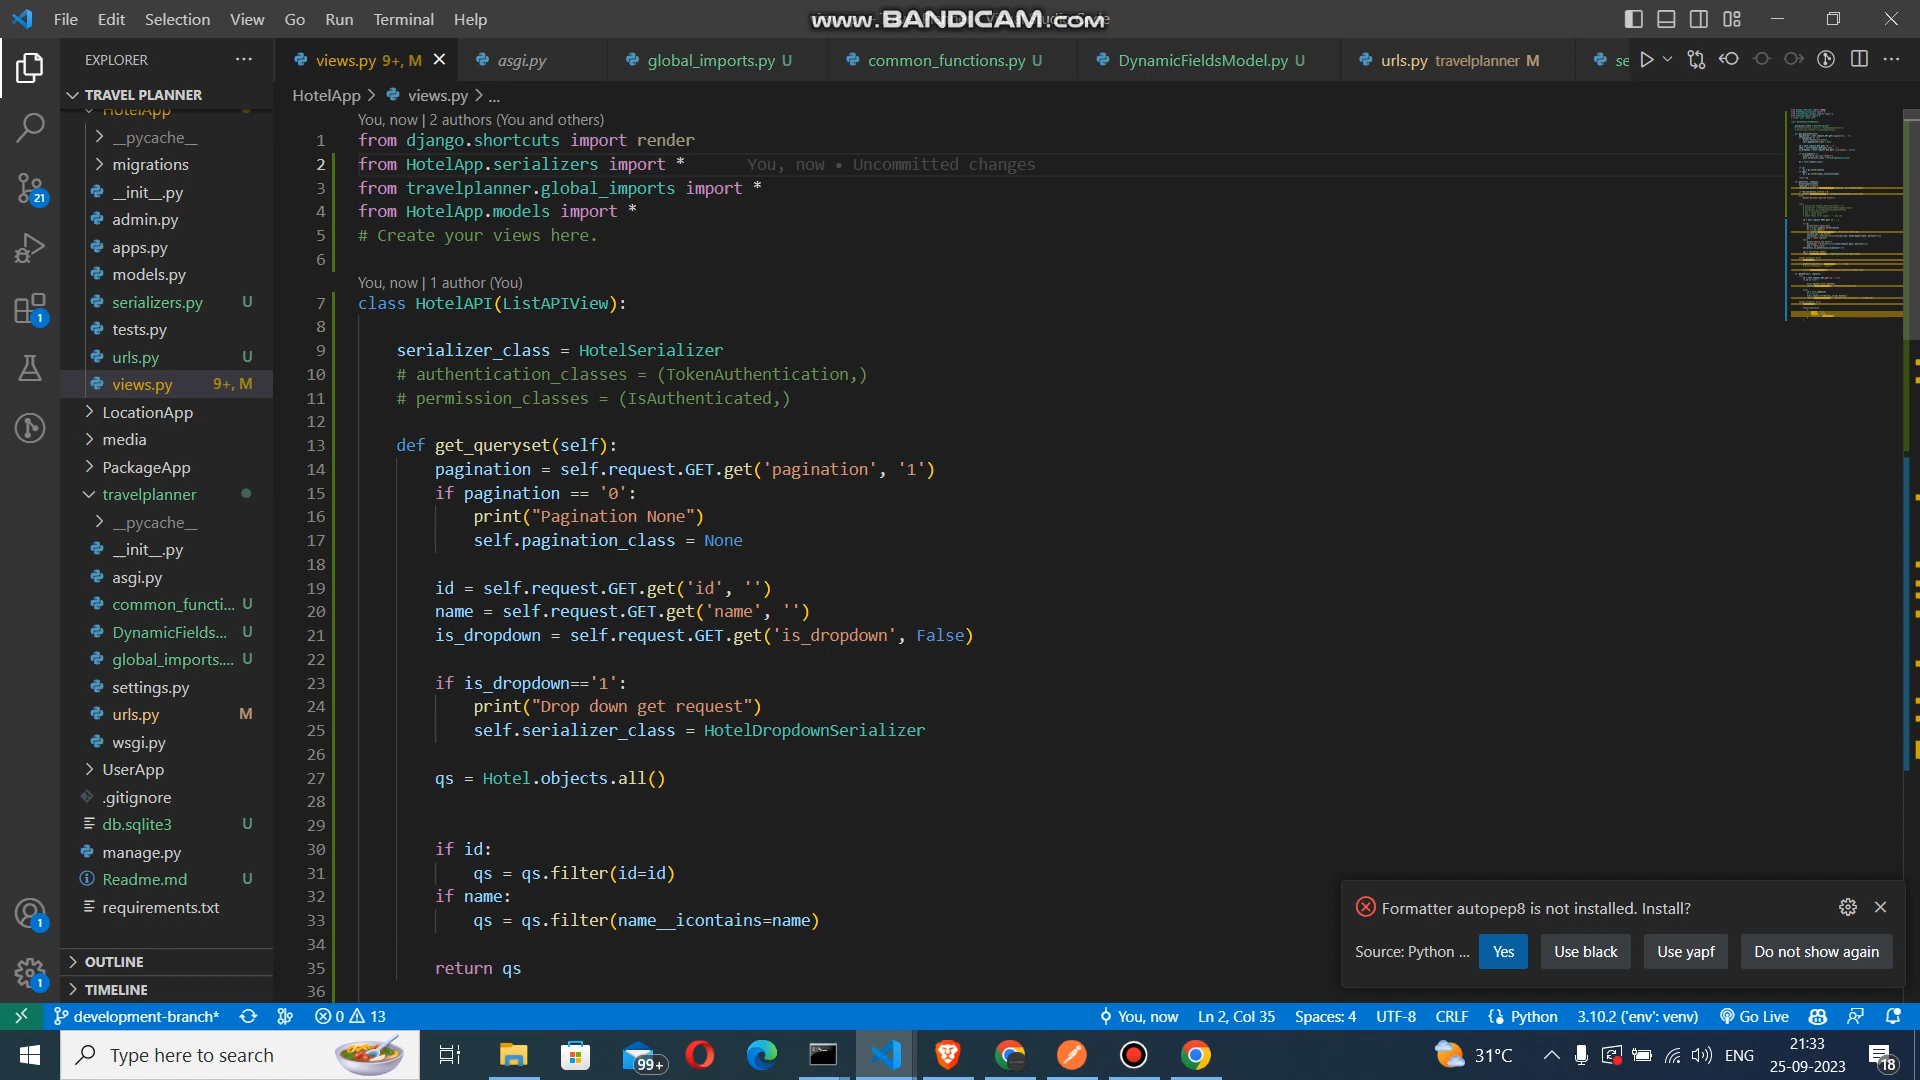 File Edit Selection View Go Run Terminal Help
www.BANDICAM.com
EXPLORER
views.py 9+, M
asgi.py
global_imports.py U
common_functions.py U
DynamicFieldsModel.py U
urls.py travelplanner M
se
TRAVEL PLANNER
HotelApp
__pycache__
migrations
__init__.py
admin.py
apps.py
models.py
serializers.py U
tests.py
urls.py U
views.py 9+, M
LocationApp
media
PackageApp
travelplanner
__pycache__
__init__.py
asgi.py
common_functi... U
DynamicFields... U
global_imports.... U
settings.py
urls.py M
wsgi.py
UserApp
.gitignore
db.sqlite3 U
manage.py
Readme.md U
requirements.txt
OUTLINE
TIMELINE
21
1
1
1
HotelApp > views.py > ...
You, now | 2 authors (You and others)
1 from django.shortcuts import render
2 from HotelApp.serializers import * You, now • Uncommitted changes
3 from travelplanner.global_imports import *
4 from HotelApp.models import *
5 # Create your views here.
6
You, now | 1 author (You)
7 class HotelAPI(ListAPIView):
8
9 serializer_class = HotelSerializer
10 # authentication_classes = (TokenAuthentication,)
11 # permission_classes = (IsAuthenticated,)
12
13 def get_queryset(self):
14 pagination = self.request.GET.get('pagination', '1')
15 if pagination == '0':
16 print("Pagination None")
17 self.pagination_class = None
18
19 id = self.request.GET.get('id', '')
20 name = self.request.GET.get('name', '')
21 is_dropdown = self.request.GET.get('is_dropdown', False)
22
23 if is_dropdown=='1':
24 print("Drop down get request")
25 self.serializer_class = HotelDropdownSerializer
26
27 qs = Hotel.objects.all()
28
29
30 if id:
31 qs = qs.filter(id=id)
32 if name:
33 qs = qs.filter(name__icontains=name)
34
35 return qs
36
Formatter autopep8 is not installed. Install?
Source: Python ... Yes Use black Use yapf Do not show again
development-branch* 0 13 You, now Ln 2, Col 35 Spaces: 4 UTF-8 CRLF Python 3.10.2 ('env': venv) Go Live
Type here to search
99+
31°C
ENG
21:33
25-09-2023
18